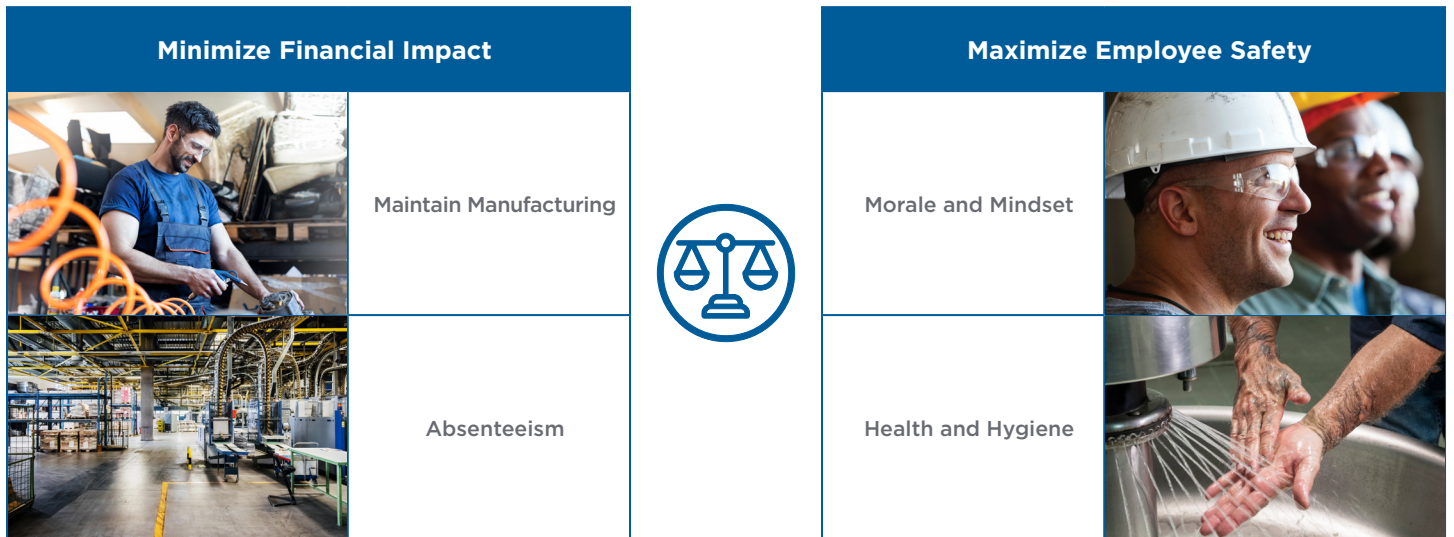 Minimize Financial Impact
Maximize Employee Safety
Maintain Manufacturing
Morale and Mindset
Absenteeism
Health and Hygiene